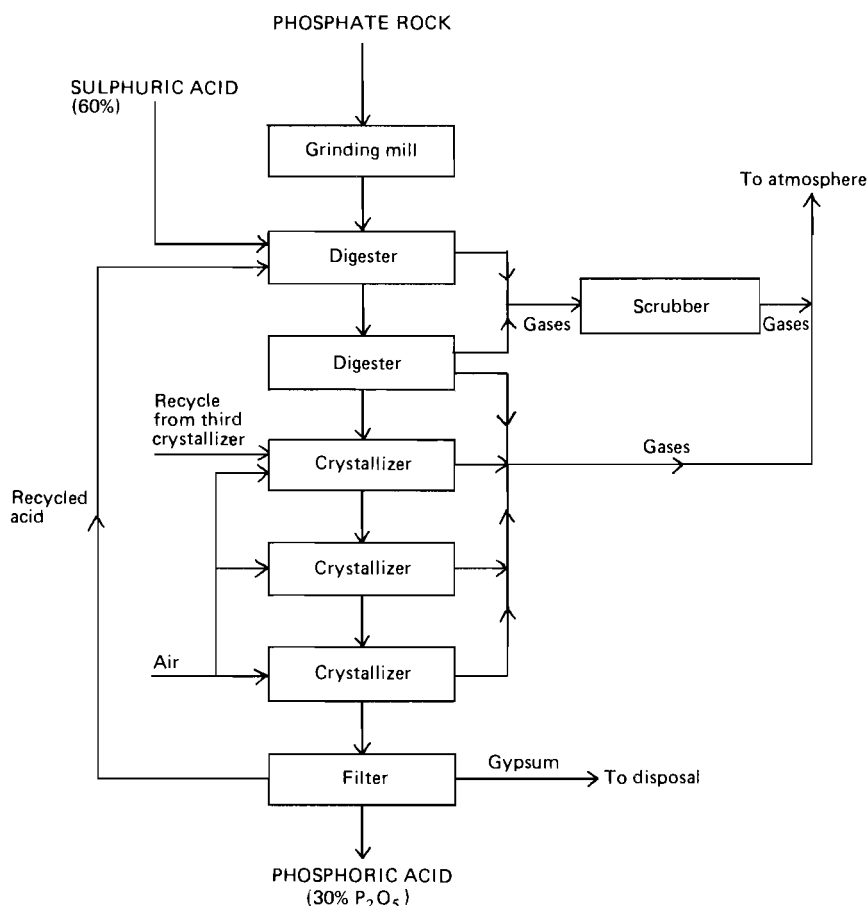 PHOSPHATE ROCK
SULPHURIC ACID
(60%)
Grinding mill
To atmosphere
Digester
Scrubber
Gases
Gases
Digester
Recycle
from third
crystallizer
Crystallizer
Gases
Recycled
acid
Crystallizer
Air
Crystallizer
Filter
Gypsum
To disposal
PHOSPHORIC ACID
(30% P₂O₅)